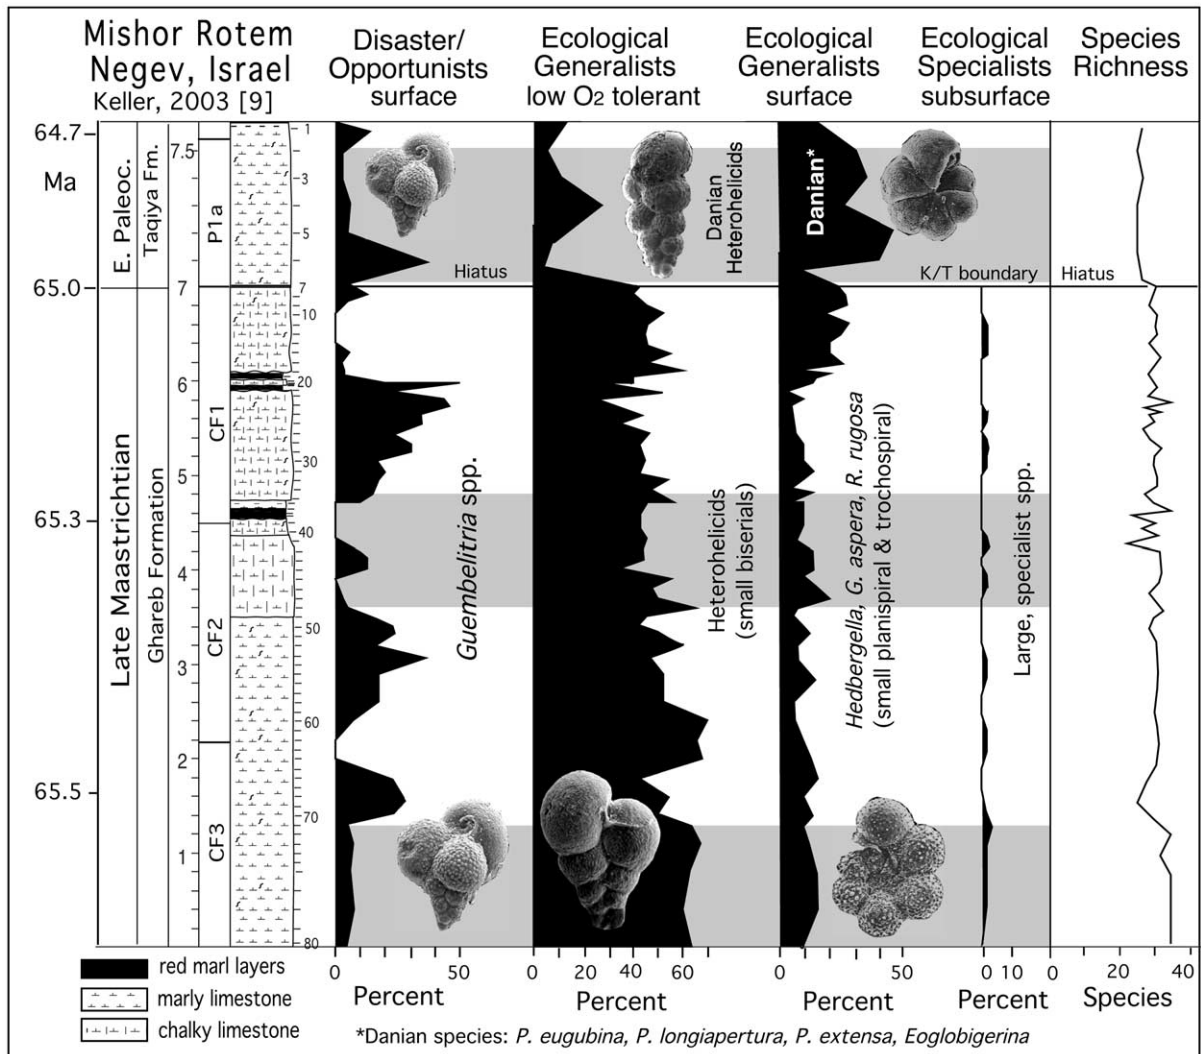 Mishor Rotem
Negev, Israel
Keller, 2003 [9]
Disaster/
Opportunists
surface
Ecological
Generalists
low O2 tolerant
Ecological
Generalists
surface
Ecological
Specialists
subsurface
Species
Richness
64.7
Ma
65.0
65.3
65.5
E. Paleoc.
Late Maastrichtian
Taqiya Fm.
Ghareb Formation
7.5
7
6
5
4
3
2
1
P1a
CF1
CF2
CF3
1
3
5
7
10
20
30
40
50
60
70
80
Hiatus
Guembelitria spp.
Danian
Heterohelicids
Heterohelicids
(small biserials)
Danian*
K/T boundary
Hiatus
Hedbergella, G. aspera, R. rugosa
(small planispiral & trochospiral)
Large, specialist spp.
0 50
0 20 40 60
0 50
0 10
0 20 40
Percent
Percent
Percent
Percent
Species
red marl layers
marly limestone
chalky limestone
*Danian species: P. eugubina, P. longiapertura, P. extensa, Eoglobigerina